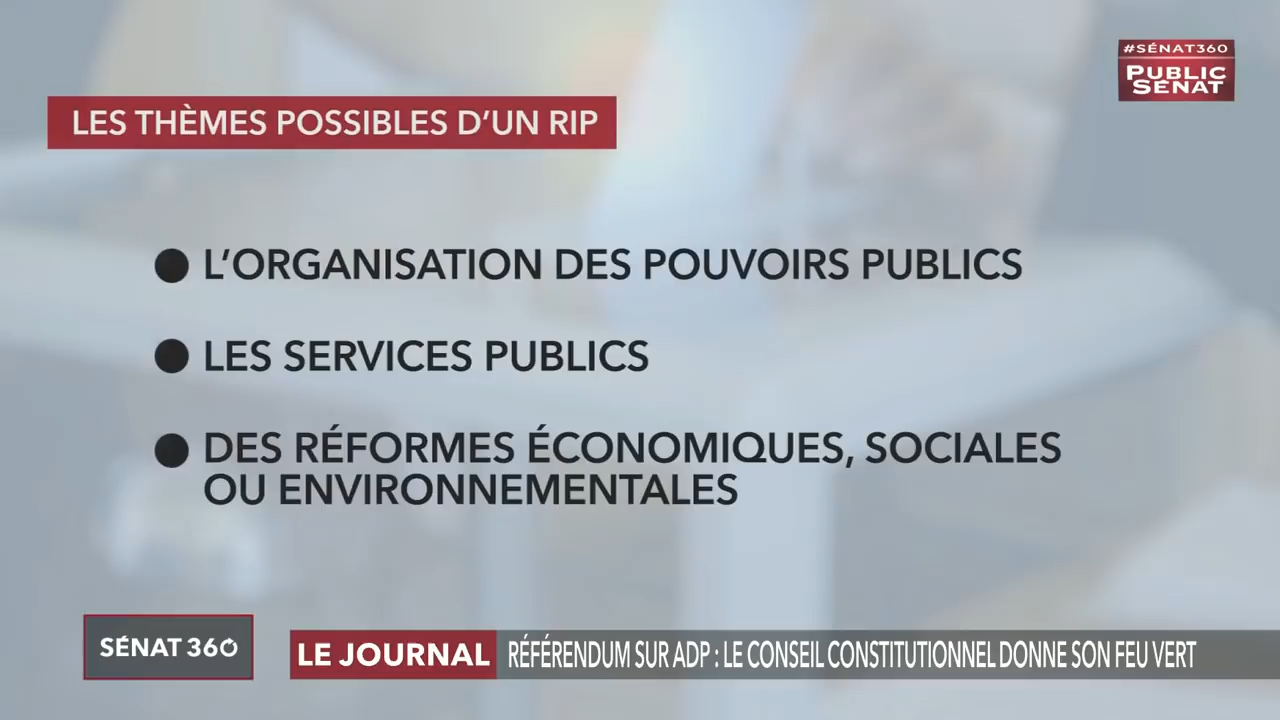 #SÉNAT360
PUBLIC
SÉNAT
LES THÈMES POSSIBLES D'UN RIP
● L'ORGANISATION DES POUVOIRS PUBLICS
● LES SERVICES PUBLICS
● DES RÉFORMES ÉCONOMIQUES, SOCIALES
OU ENVIRONNEMENTALES
SÉNAT 360
LE JOURNAL
RÉFÉRENDUM SUR ADP : LE CONSEIL CONSTITUTIONNEL DONNE SON FEU VERT